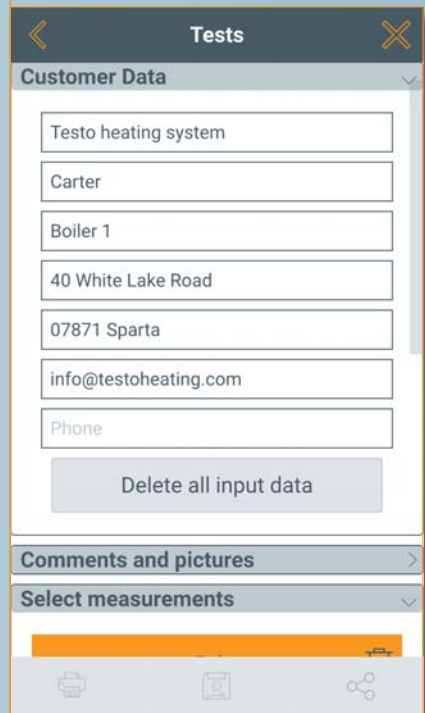 Tests
Customer Data
Testo heating system
Carter
Boiler 1
40 White Lake Road
07871 Sparta
info@testoheating.com
Phone
Delete all input data
Comments and pictures
Select measurements